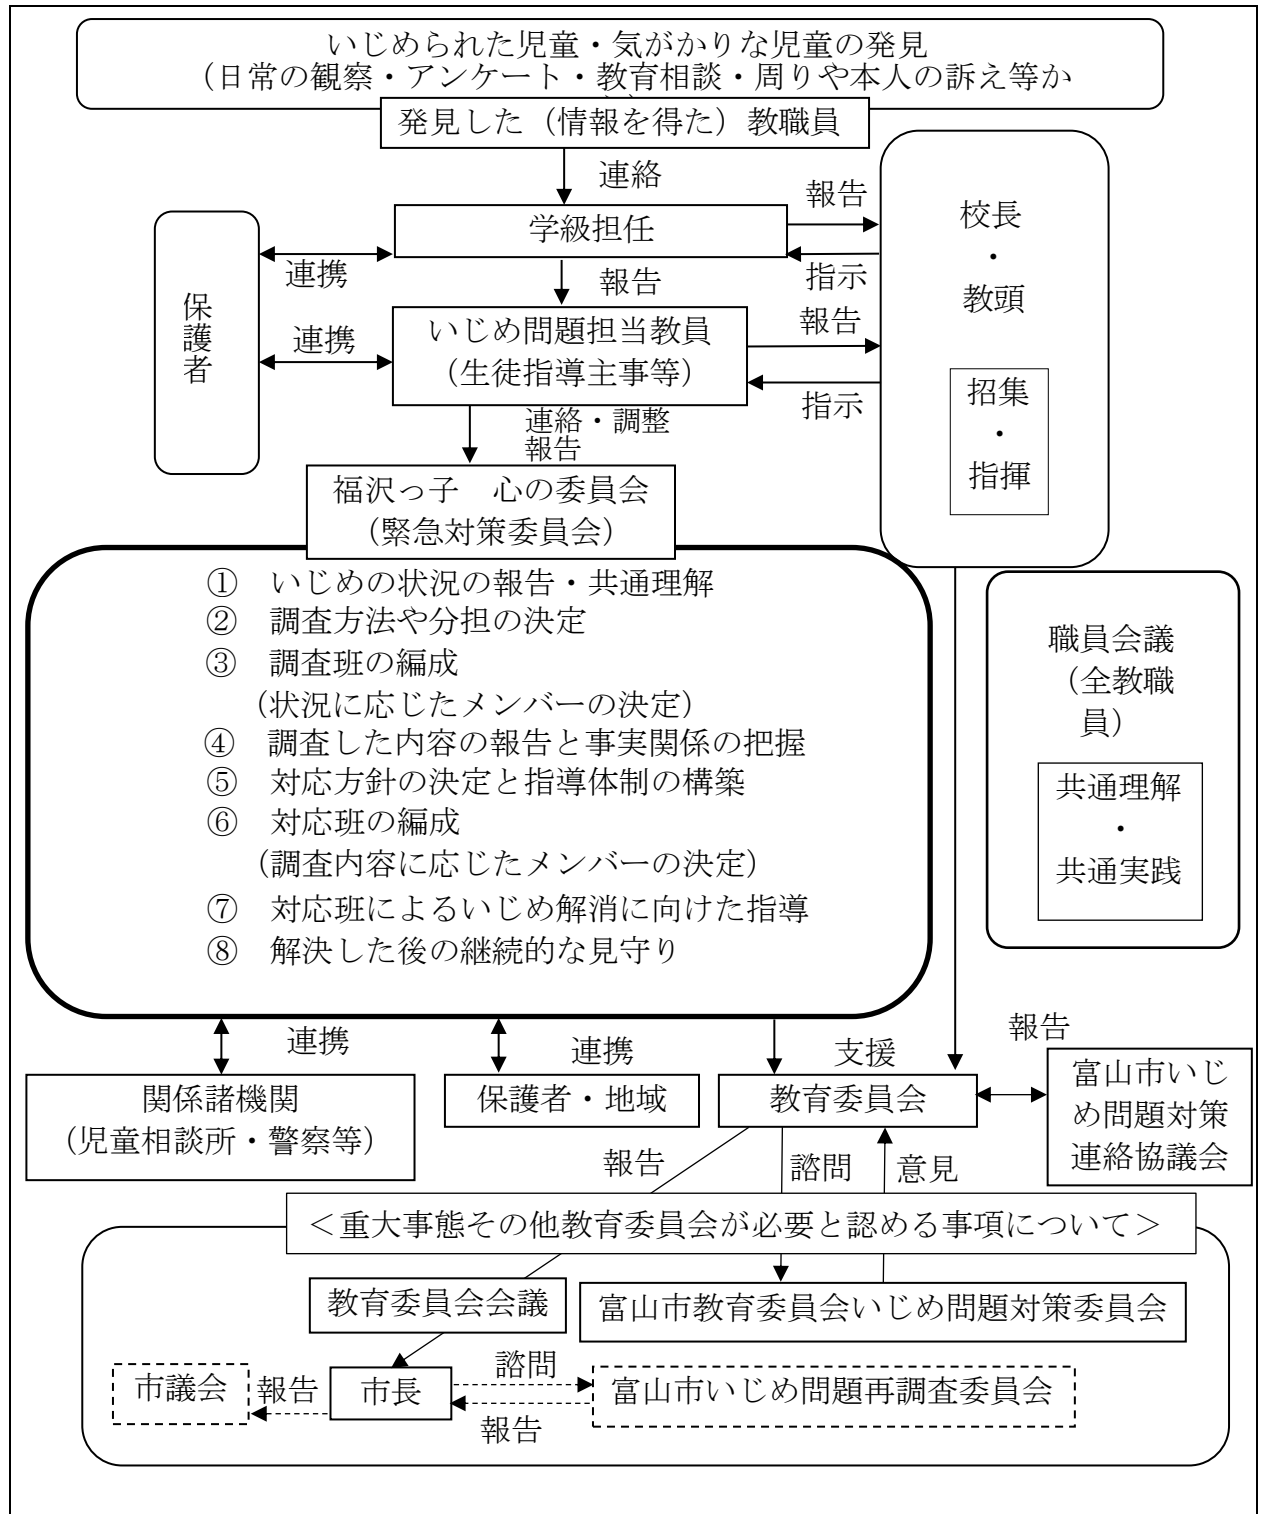 いじめられた児童・気がかりな児童の発見
（日常の観察・アンケート・教育相談・周りや本人の訴え等か
発見した（情報を得た）教職員
連絡
報告
学級担任
校長
・
教頭
連携
指示
報告
保護者
いじめ問題担当教員
（生徒指導主事等）
連携
報告
指示
招集
・
指揮
連絡・調整
報告
福沢っ子　心の委員会
（緊急対策委員会）
①　いじめの状況の報告・共通理解
②　調査方法や分担の決定
③　調査班の編成
（状況に応じたメンバーの決定）
④　調査した内容の報告と事実関係の把握
⑤　対応方針の決定と指導体制の構築
⑥　対応班の編成
（調査内容に応じたメンバーの決定）
⑦　対応班によるいじめ解消に向けた指導
⑧　解決した後の継続的な見守り
職員会議
（全教職
員）
共通理解
・
共通実践
連携
連携
支援
報告
関係諸機関
（児童相談所・警察等）
保護者・地域
教育委員会
富山市いじ
め問題対策
連絡協議会
報告
諮問
意見
＜重大事態その他教育委員会が必要と認める事項について＞
教育委員会会議
富山市教育委員会いじめ問題対策委員会
市議会
報告
市長
諮問
報告
富山市いじめ問題再調査委員会